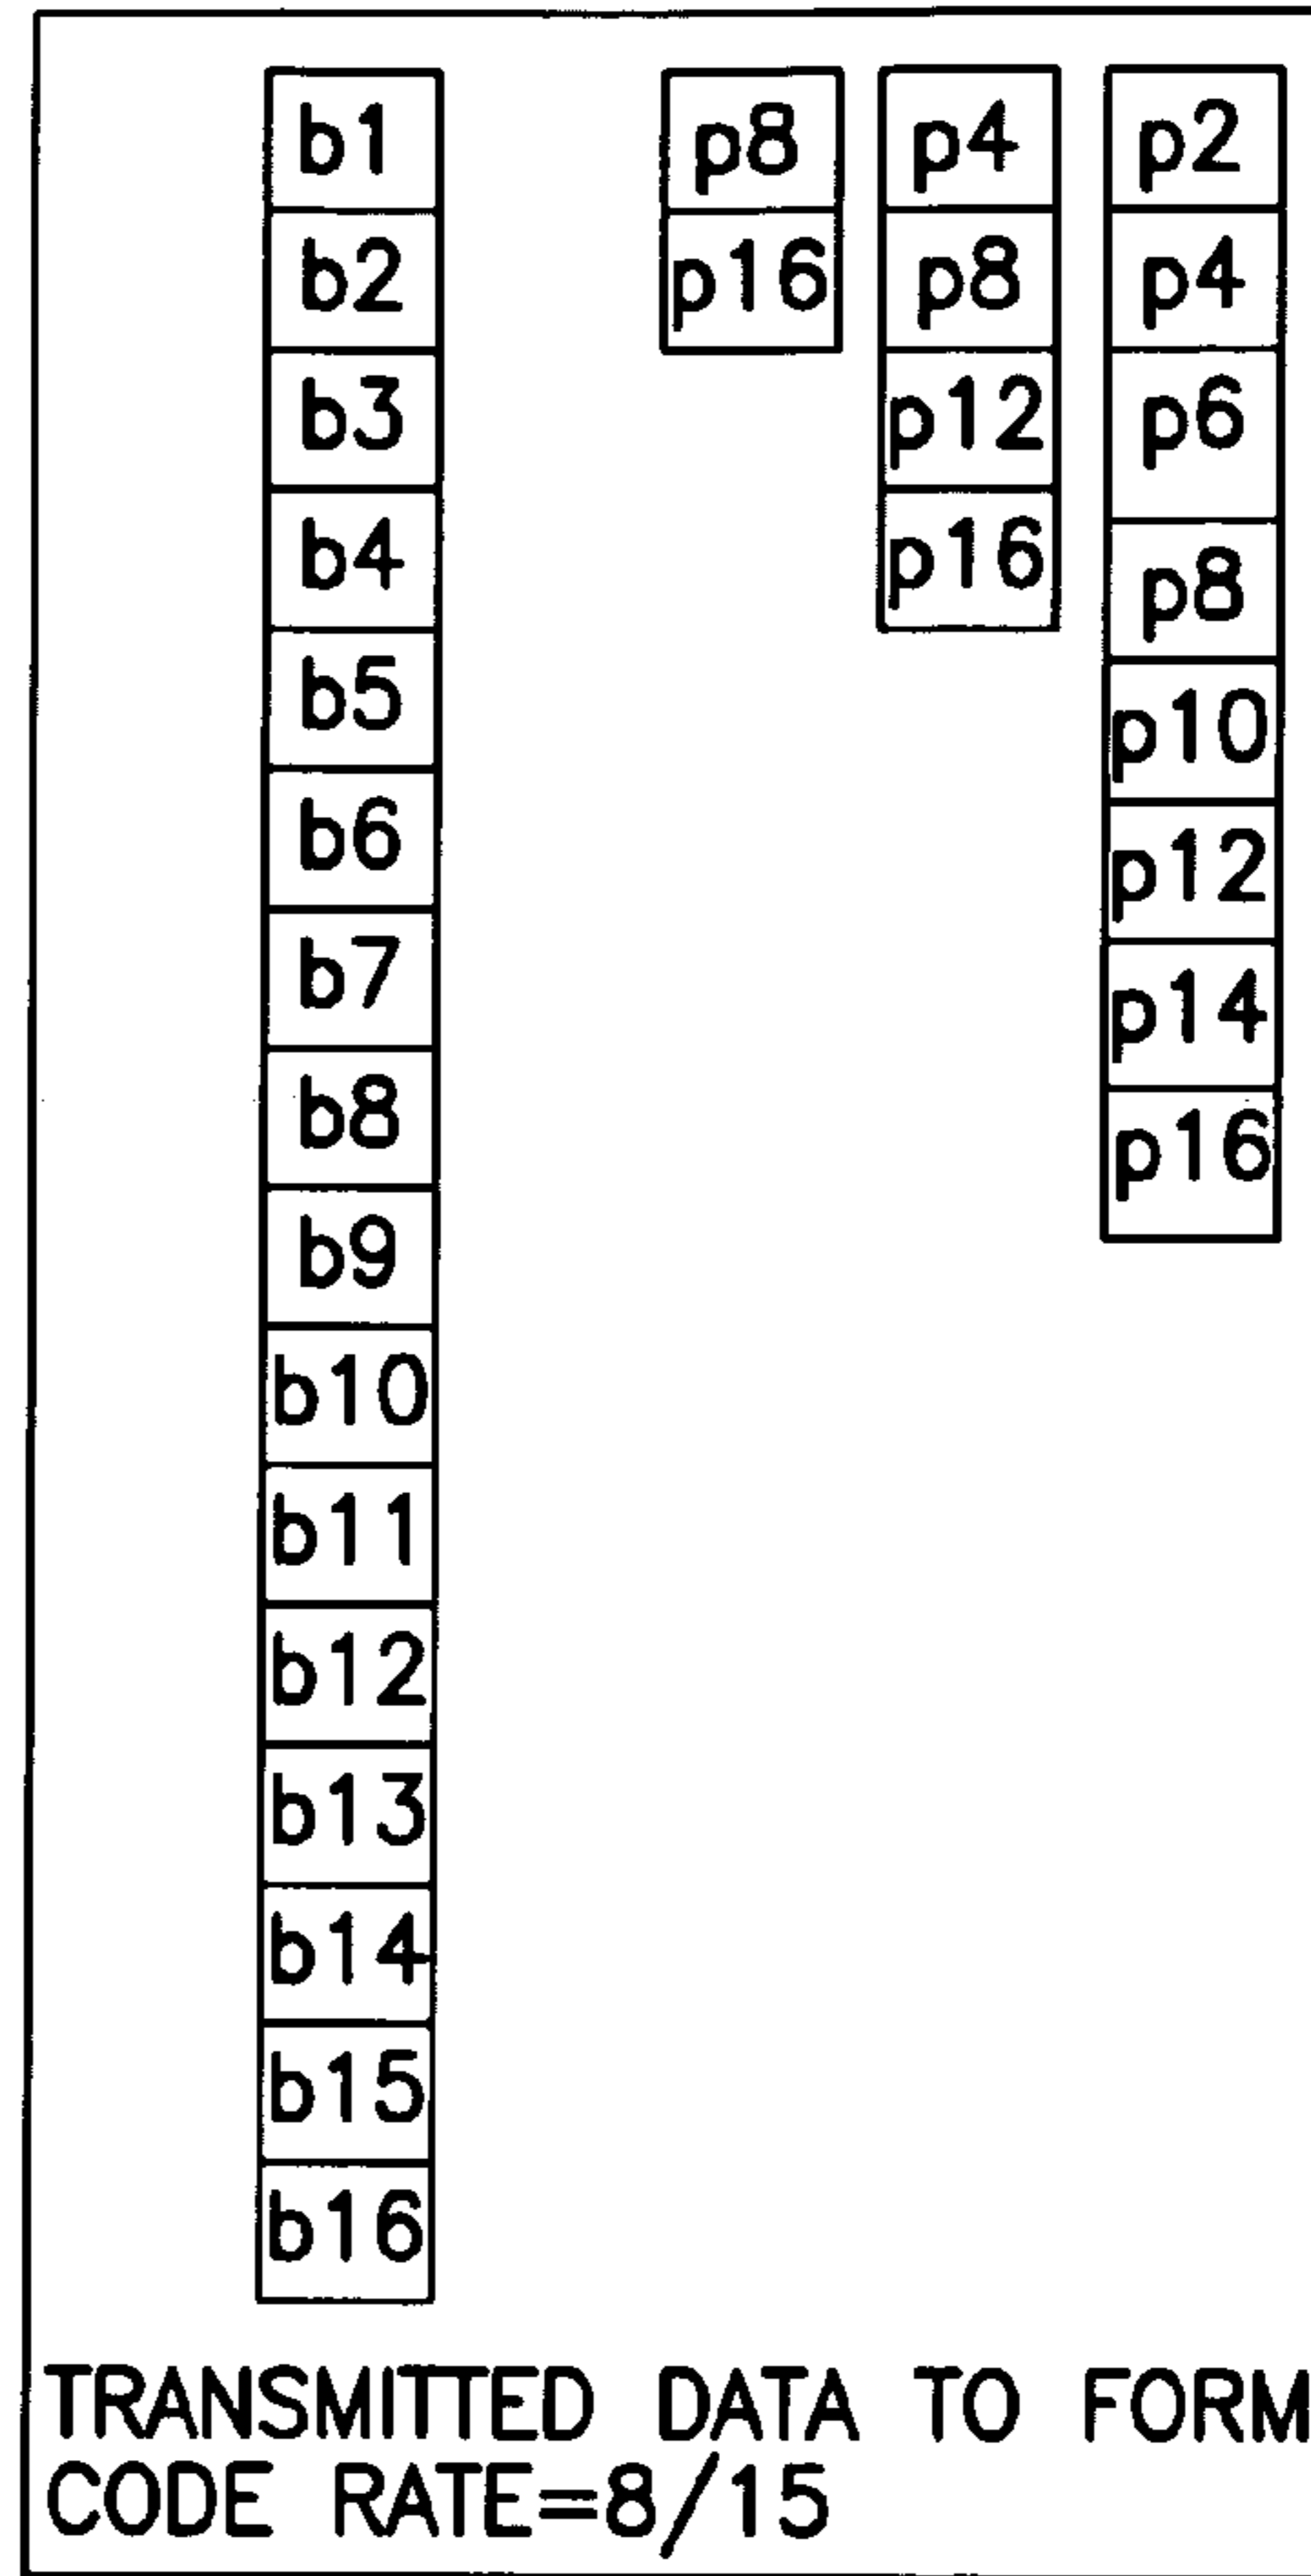 b1 p8 p4 p2
b2 p16 p8 p4
b3 p12 p6
b4 p16 p8
b5 p10
b6 p12
b7 p14
b8 p16
b9
b10
b11
b12
b13
b14
b15
b16
TRANSMITTED DATA TO FORM
CODE RATE=8/15